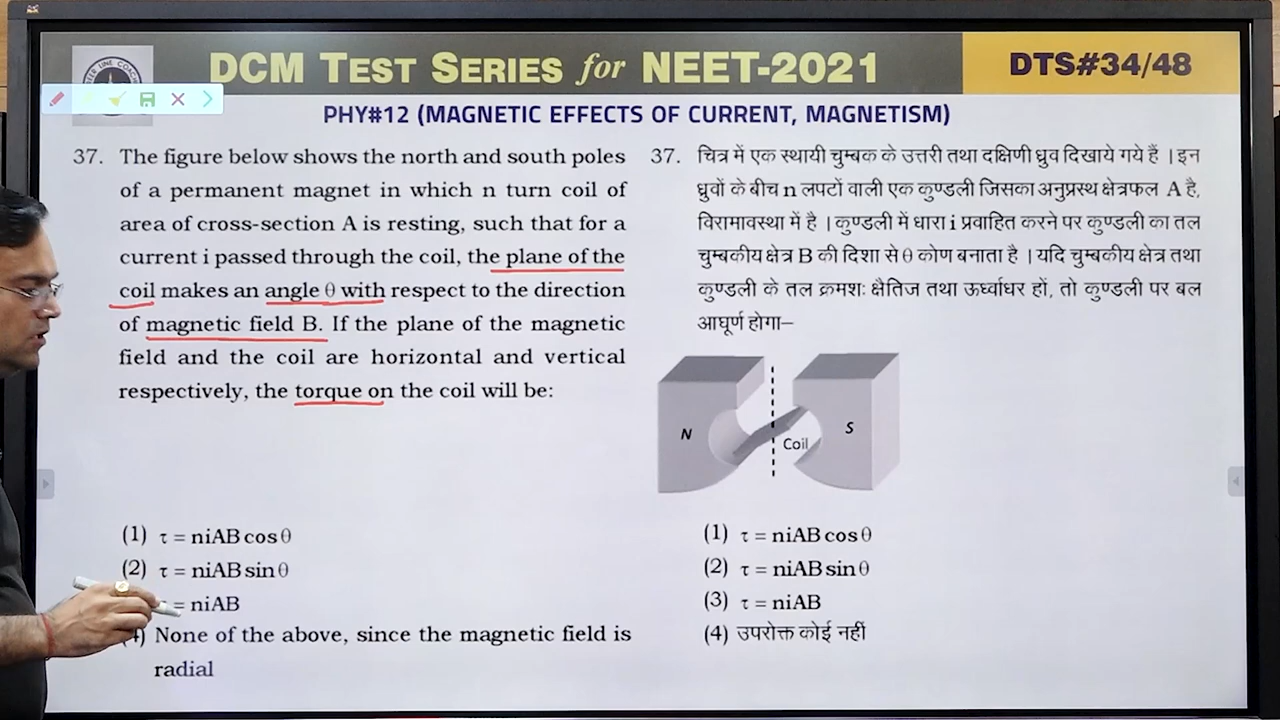 DCM TEST SERIES for NEET-2021
DTS#34/48
PHY#12 (MAGNETIC EFFECTS OF CURRENT, MAGNETISM)
37. The figure below shows the north and south poles
of a permanent magnet in which n turn coil of
area of cross-section A is resting, such that for a
current i passed through the coil, the plane of the
coil makes an angle θ with respect to the direction
of magnetic field B. If the plane of the magnetic
field and the coil are horizontal and vertical
respectively, the torque on the coil will be:
(1) τ = niAB cos θ
(2) τ = niAB sin θ
= niAB
None of the above, since the magnetic field is
radial
37. चित्र में एक स्थायी चुम्बक के उत्तरी तथा दक्षिणी ध्रुव दिखाये गये हैं । इन
ध्रुवों के बीच n लपटों वाली एक कुण्डली जिसका अनुप्रस्थ क्षेत्रफल A है,
विरामावस्था में है । कुण्डली में धारा i प्रवाहित करने पर कुण्डली का तल
चुम्बकीय क्षेत्र B की दिशा से θ कोण बनाता है । यदि चुम्बकीय क्षेत्र तथा
कुण्डली के तल क्रमशः क्षैतिज तथा ऊर्ध्वाधर हों, तो कुण्डली पर बल
आघूर्ण होगा–
N
Coil
S
(1) τ = niAB cos θ
(2) τ = niAB sin θ
(3) τ = niAB
(4) उपरोक्त कोई नहीं